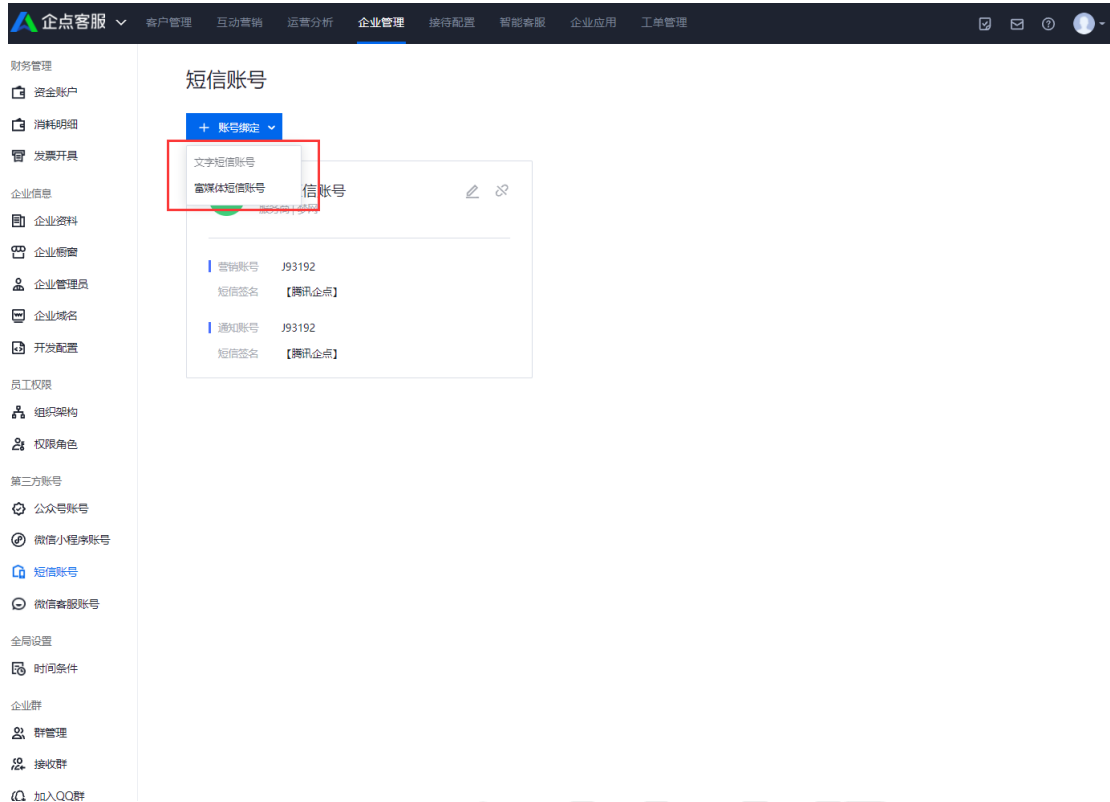 企点客服 客户管理 互动营销 运营分析 企业管理 接待配置 智能客服 企业应用 工单管理
财务管理
资金账户
消耗明细
发票开具
企业信息
企业资料
企业橱窗
企业管理员
企业域名
开发配置
员工权限
组织架构
权限角色
第三方账号
公众号账号
微信小程序账号
短信账号
微信客服账号
全局设置
时间条件
企业群
群管理
接收群
加入QQ群
短信账号
+ 账号绑定
文字短信账号
富媒体短信账号
信账号
营销账号 J93192
短信签名 【腾讯企点】
通知账号 J93192
短信签名 【腾讯企点】